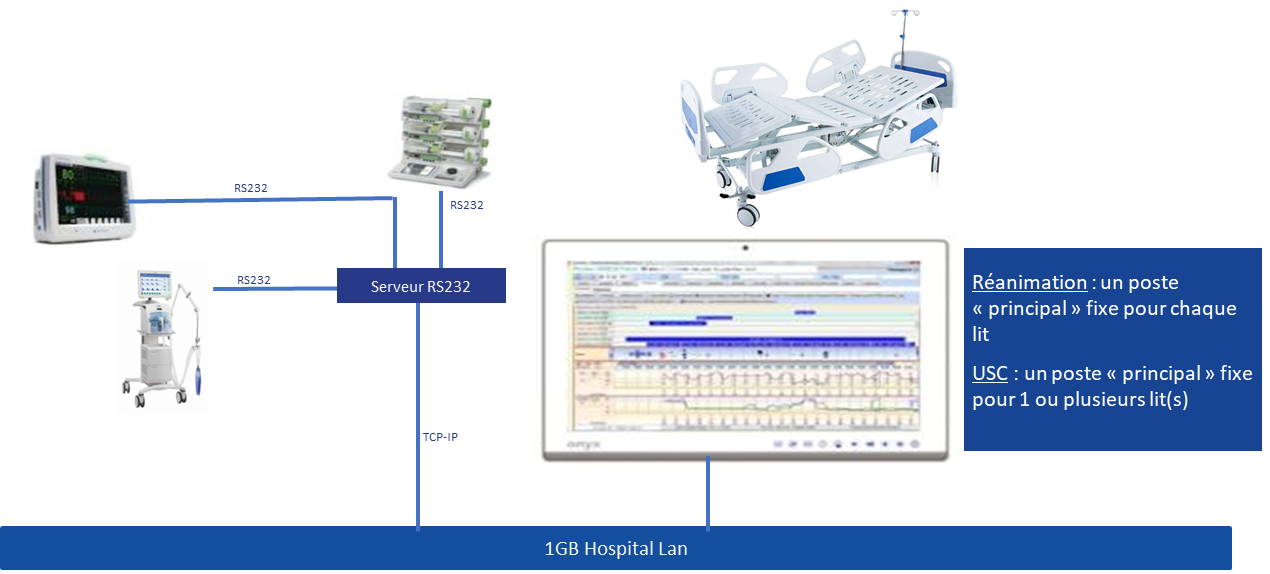 RS232
RS232
RS232
Serveur RS232
TCP-IP
Réanimation : un poste
« principal » fixe pour chaque
lit
USC : un poste « principal » fixe
pour 1 ou plusieurs lit(s)
1GB Hospital Lan